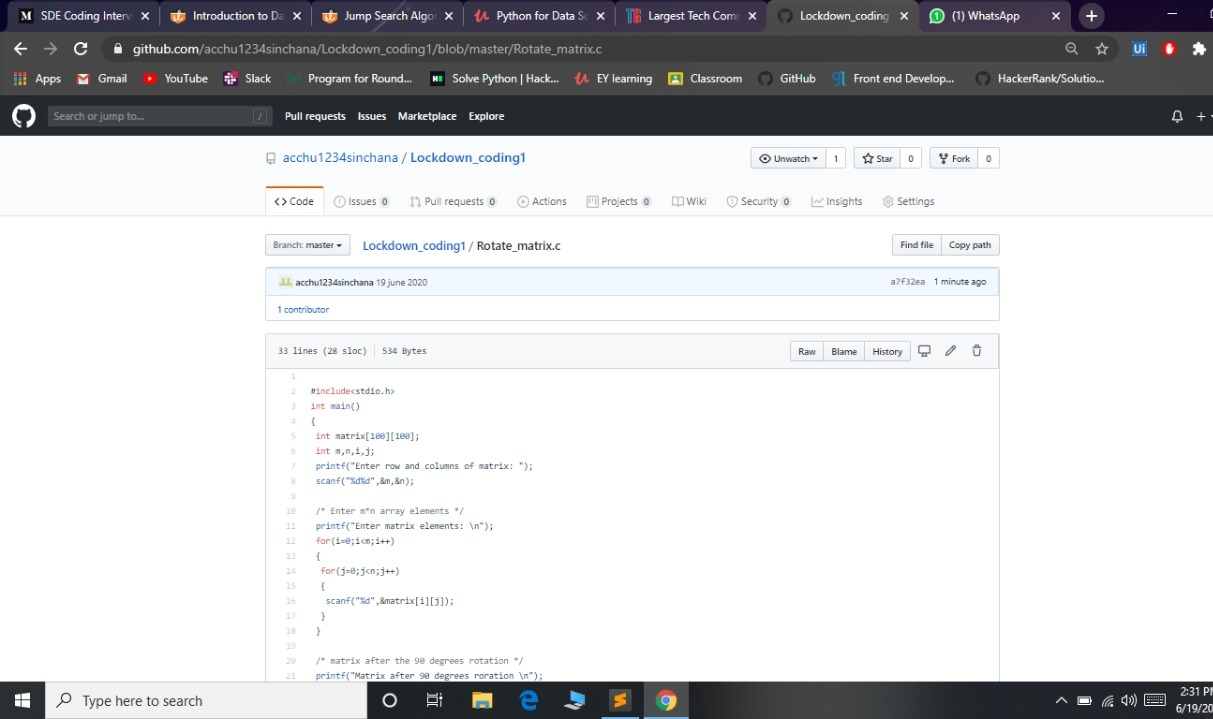 SDE Coding Interv
Introduction to Da
Jump Search Algo
Python for Data Sc
Largest Tech Comm
Lockdown_coding
(1) WhatsApp
github.com/acchu1234sinchana/Lockdown_coding1/blob/master/Rotate_matrix.c
Apps Gmail YouTube Slack Program for Round... Solve Python | Hack... EY learning Classroom GitHub Front end Develop... HackerRank/Solutio...
Search or jump to... / Pull requests Issues Marketplace Explore
acchu1234sinchana / Lockdown_coding1
Unwatch 1 Star 0 Fork 0
Code Issues 0 Pull requests 0 Actions Projects 0 Wiki Security 0 Insights Settings
Branch: master Lockdown_coding1 / Rotate_matrix.c Find file Copy path
acchu1234sinchana 19 june 2020 a7f32ea 1 minute ago
1 contributor
33 lines (28 sloc) 534 Bytes Raw Blame History
1
2 #include<stdio.h>
3 int main()
4 {
5 int matrix[100][100];
6 int m,n,i,j;
7 printf("Enter row and columns of matrix: ");
8 scanf("%d%d",&m,&n);
9
10 /* Enter m*n array elements */
11 printf("Enter matrix elements: \n");
12 for(i=0;i<m;i++)
13 {
14 for(j=0;j<n;j++)
15 {
16 scanf("%d",&matrix[i][j]);
17 }
18 }
19
20 /* matrix after the 90 degrees rotation */
21 printf("Matrix after 90 degrees roration \n");
Type here to search
2:31 PM
6/19/20